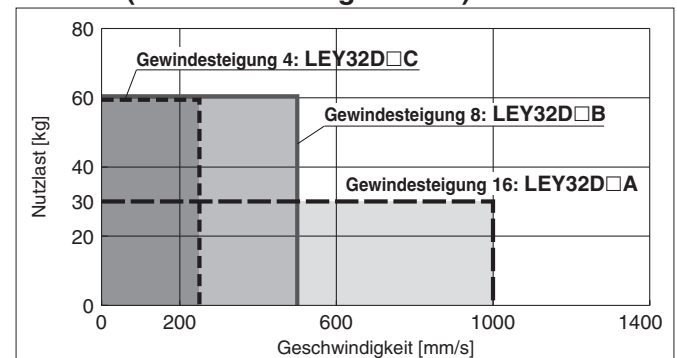 80
Gewindesteigung 4: LEY32D□C
60
Gewindesteigung 8: LEY32D□B
Nutzlast [kg]
40
Gewindesteigung 16: LEY32D□A
30
20
0
0 200 600 1000 1400
Geschwindigkeit [mm/s]